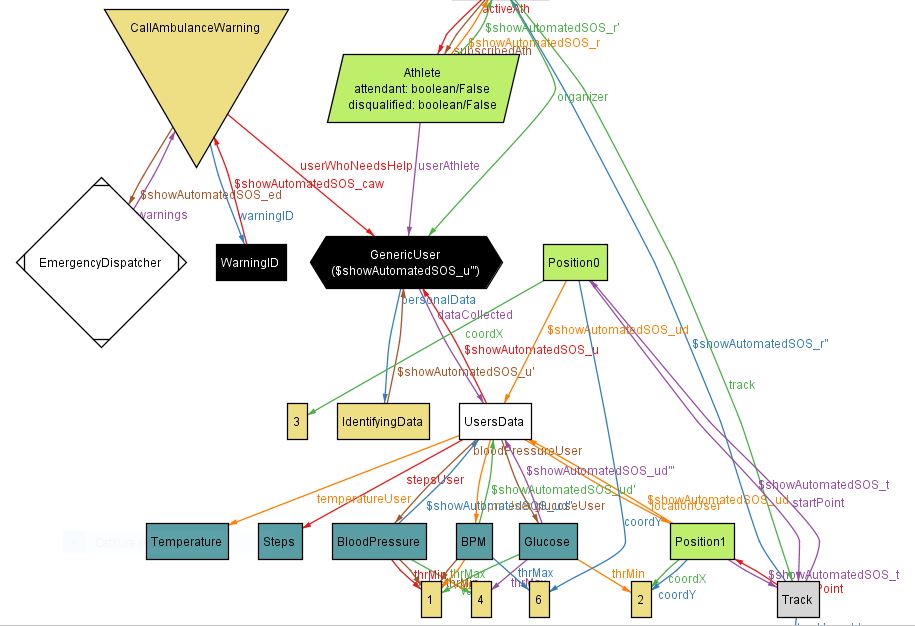 activeAth
$showAutomatedSOS_r'
CallAmbulanceWarning
$showAutomatedSOS_r
subscribedAth
Athlete
attendant: boolean/False
disqualified: boolean/False
organizer
userWhoNeedsHelp
userAthlete
$showAutomatedSOS_caw
$showAutomatedSOS_ed
warnings
warningID
EmergencyDispatcher
WarningID
GenericUser
($showAutomatedSOS_u''')
Position0
personalData
dataCollected
coordX
$showAutomatedSOS_ud
$showAutomatedSOS_r''
$showAutomatedSOS_u
$showAutomatedSOS_u'
track
3
IdentifyingData
UsersData
bloodPressureUser
$showAutomatedSOS_ud'''
stepsUser
$showAutomatedSOS_t
$showAutomatedSOS_ud'
temperatureUser
$showAutomatedSOS_ud
startPoint
coordY
Temperature
Steps
BloodPressure
BPM
Glucose
Position1
thrMin
thrMax
thrMax
thrMin
coordX
$showAutomatedSOS_t
coordY
1
4
6
2
Track